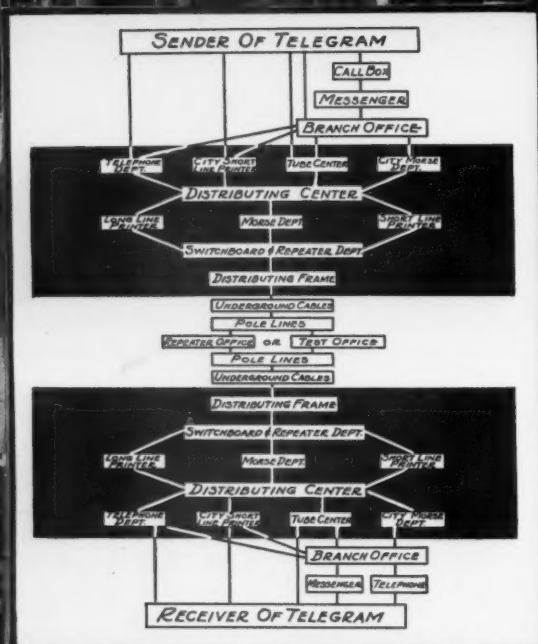 SENDER OF TELEGRAM
CALL BOX
MESSENGER
BRANCH OFFICE
TELEPHONE DEPT. CITY SHORT LINE PRINTER TUBE CENTER CITY MORSE DEPT.
DISTRIBUTING CENTER
LONG LINE PRINTER MORSE DEPT. SHORT LINE PRINTER
SWITCHBOARD & REPEATER DEPT.
DISTRIBUTING FRAME
UNDERGROUND CABLES
POLE LINES
REPEATER OFFICE OR TEST OFFICE
POLE LINES
UNDERGROUND CABLES
DISTRIBUTING FRAME
SWITCHBOARD & REPEATER DEPT.
LONG LINE PRINTER MORSE DEPT. SHORT LINE PRINTER
DISTRIBUTING CENTER
TELEPHONE DEPT. CITY SHORT LINE PRINTER TUBE CENTER CITY MORSE DEPT.
BRANCH OFFICE
MESSENGER TELEPHONE
RECEIVER OF TELEGRAM